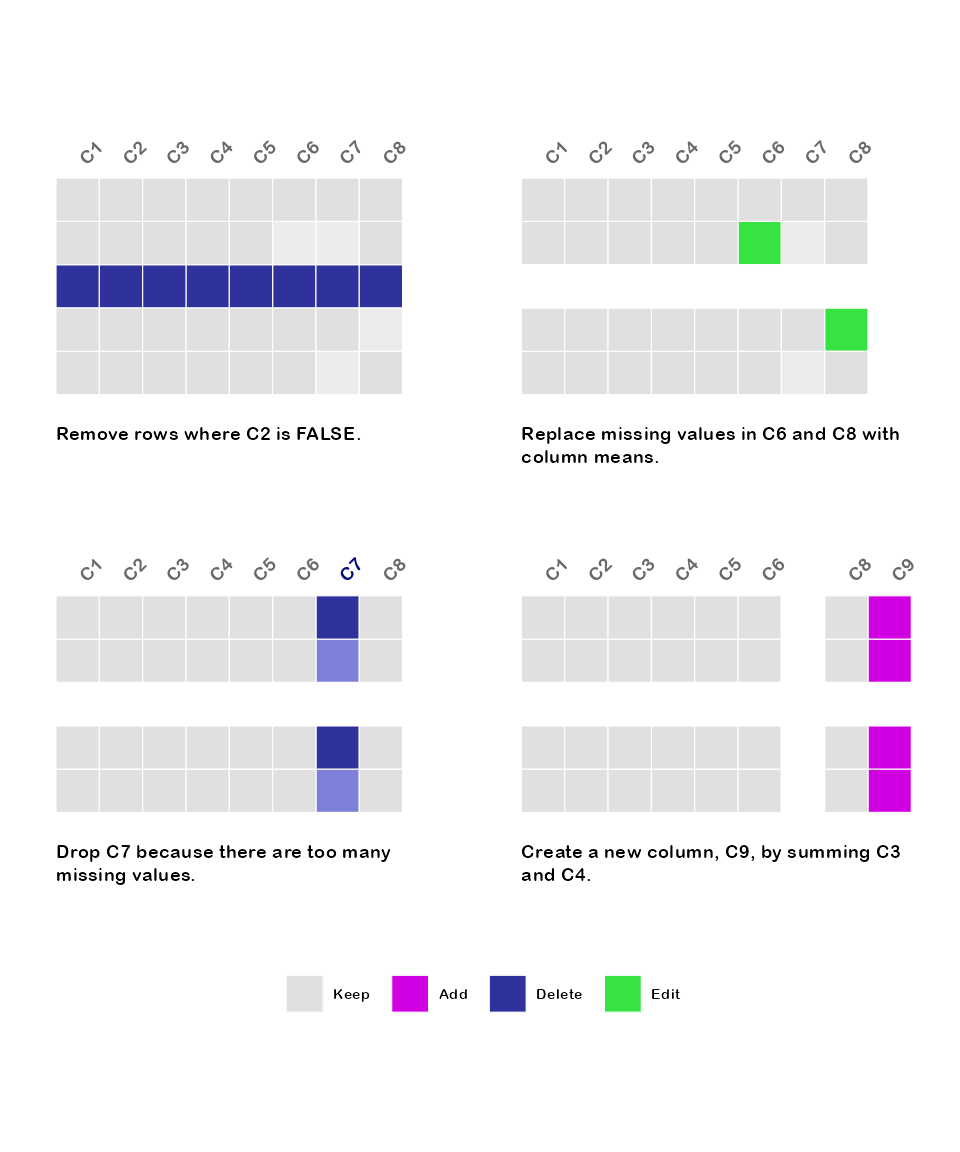 C1 C2 C3 C4 C5 C6 C7 C8
Remove rows where C2 is FALSE.
C1 C2 C3 C4 C5 C6 C7 C8
Replace missing values in C6 and C8 with
column means.
C1 C2 C3 C4 C5 C6 C7 C8
Drop C7 because there are too many
missing values.
C1 C2 C3 C4 C5 C6 C8 C9
Create a new column, C9, by summing C3
and C4.
Keep Add Delete Edit